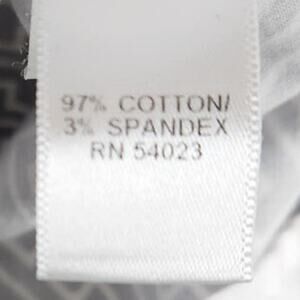 97% COTTON/
3% SPANDEX
RN 54023